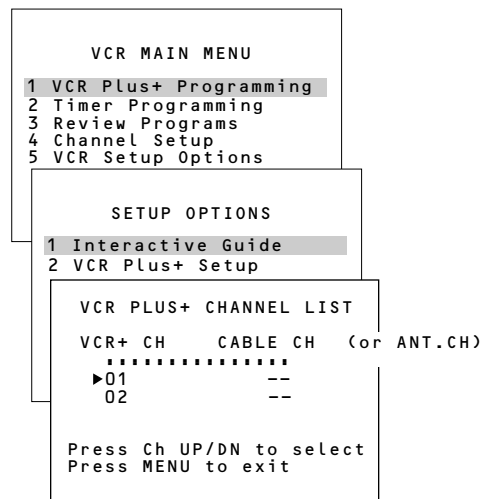 VCR MAIN MENU
1 VCR Plus+ Programming
2 Timer Programming
3 Review Programs
4 Channel Setup
5 VCR Setup Options
SETUP OPTIONS
1 Interactive Guide
2 VCR Plus+ Setup
VCR PLUS+ CHANNEL LIST
VCR+ CH CABLE CH (or ANT.CH)
▶01 --
02 --
Press Ch UP/DN to select
Press MENU to exit